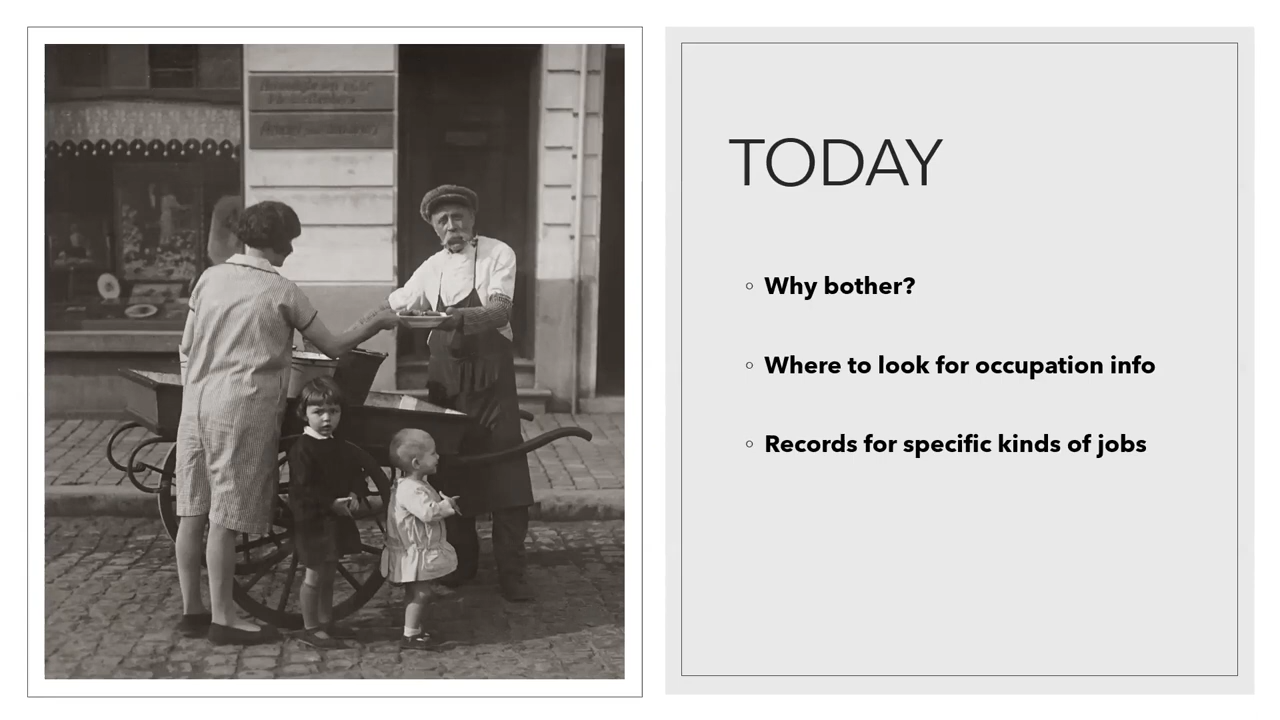 TODAY
Why bother?
Where to look for occupation info
Records for specific kinds of jobs